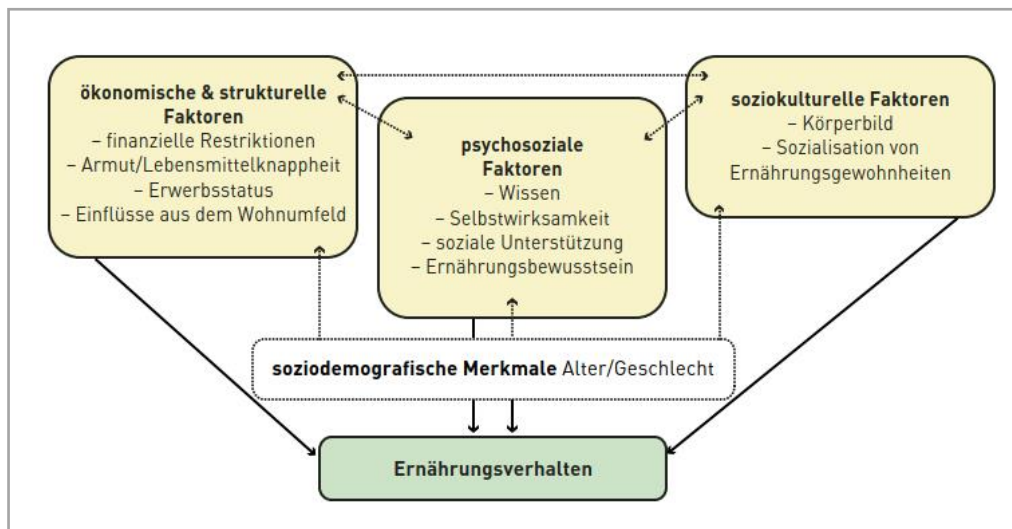 ökonomische & strukturelle
Faktoren
– finanzielle Restriktionen
– Armut/Lebensmittelknappheit
– Erwerbsstatus
– Einflüsse aus dem Wohnumfeld
psychosoziale
Faktoren
– Wissen
– Selbstwirksamkeit
– soziale Unterstützung
– Ernährungsbewusstsein
soziokulturelle Faktoren
– Körperbild
– Sozialisation von
Ernährungsgewohnheiten
soziodemografische Merkmale Alter/Geschlecht
Ernährungsverhalten